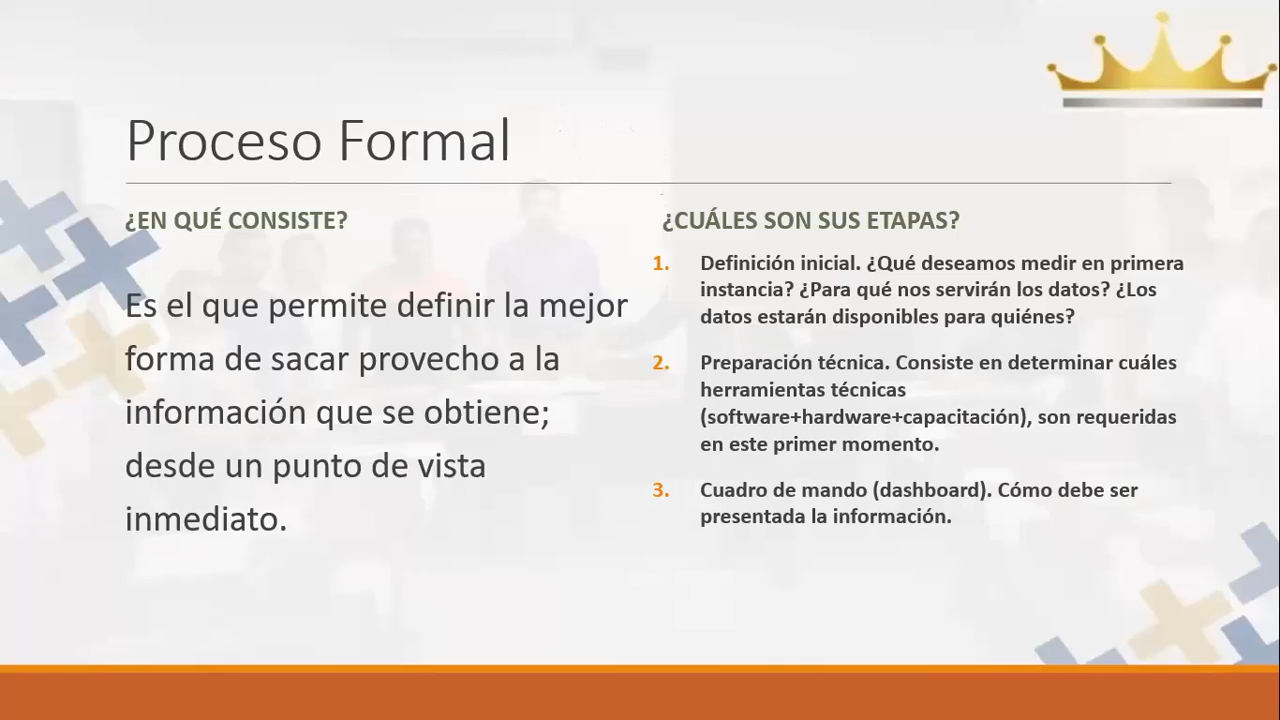 Proceso Formal
¿EN QUÉ CONSISTE?
Es el que permite definir la mejor
forma de sacar provecho a la
información que se obtiene;
desde un punto de vista
inmediato.
¿CUÁLES SON SUS ETAPAS?
1. Definición inicial. ¿Qué deseamos medir en primera
instancia? ¿Para qué nos servirán los datos? ¿Los
datos estarán disponibles para quiénes?
2. Preparación técnica. Consiste en determinar cuáles
herramientas técnicas
(software+hardware+capacitación), son requeridas
en este primer momento.
3. Cuadro de mando (dashboard). Cómo debe ser
presentada la información.